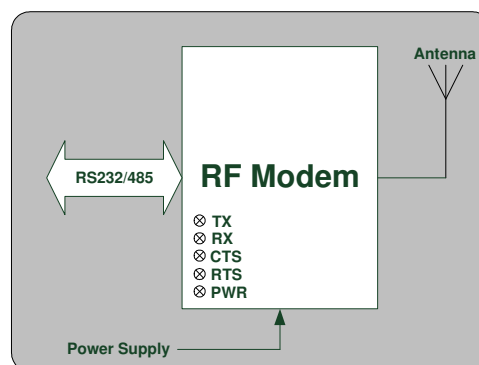 Antenna
RS232/485
RF Modem
TX
RX
CTS
RTS
PWR
Power Supply